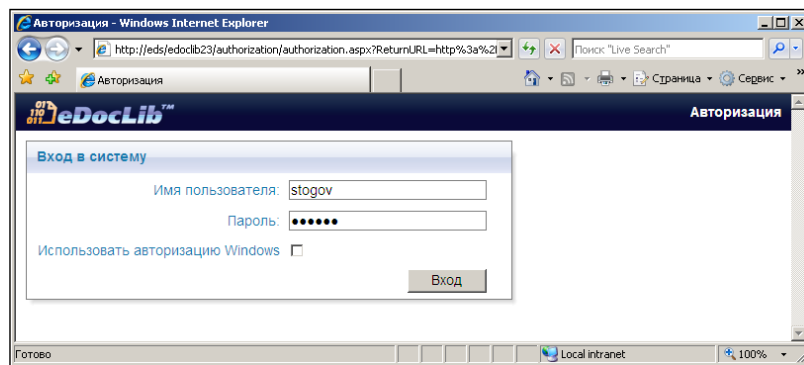 Авторизация - Windows Internet Explorer
http://eds/edoclib23/authorization/authorization.aspx?ReturnURL=http%3a%2
Поиск "Live Search"
Авторизация
Страница
Сервис
»
eDocLib™
Авторизация
Вход в систему
Имя пользователя: stogov
Пароль: ●●●●●●
Использовать авторизацию Windows
Вход
Готово
Local intranet
100%